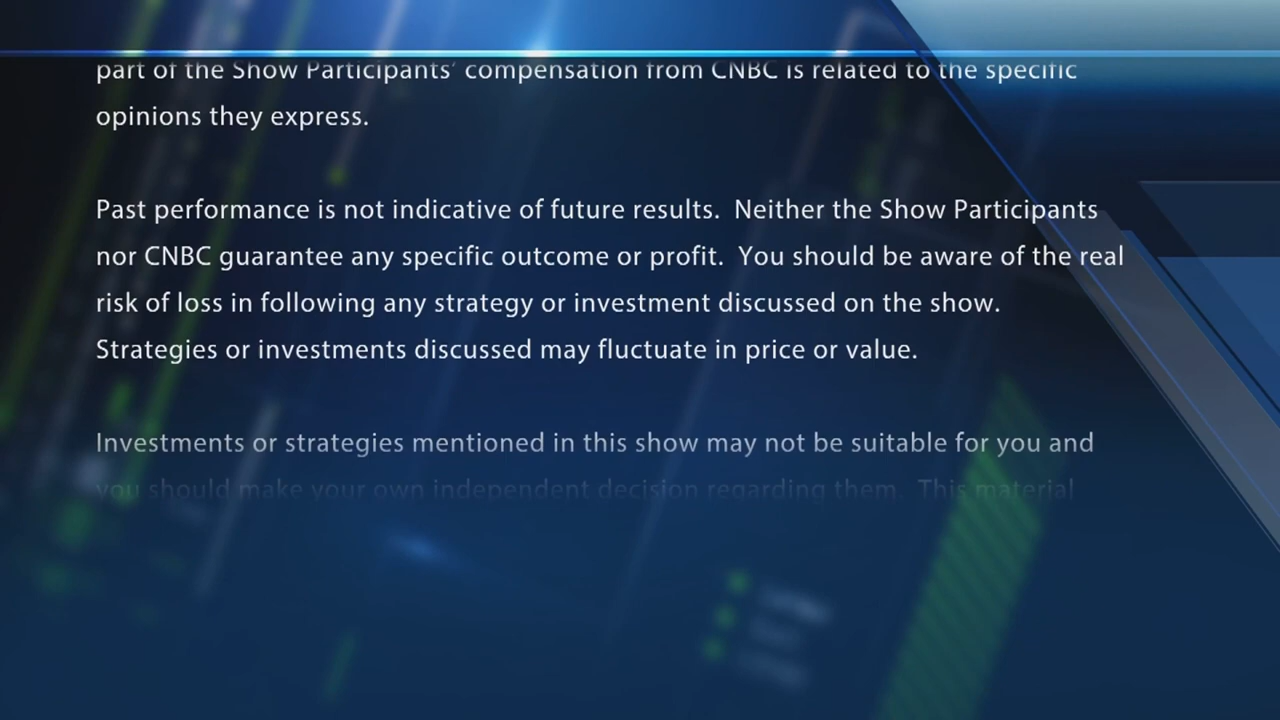 part of the Show Participants' compensation from CNBC is related to the specific
opinions they express.
Past performance is not indicative of future results.  Neither the Show Participants
nor CNBC guarantee any specific outcome or profit.  You should be aware of the real
risk of loss in following any strategy or investment discussed on the show.
Strategies or investments discussed may fluctuate in price or value.
Investments or strategies mentioned in this show may not be suitable for you and
you should make your own independent decision regarding them.  This material